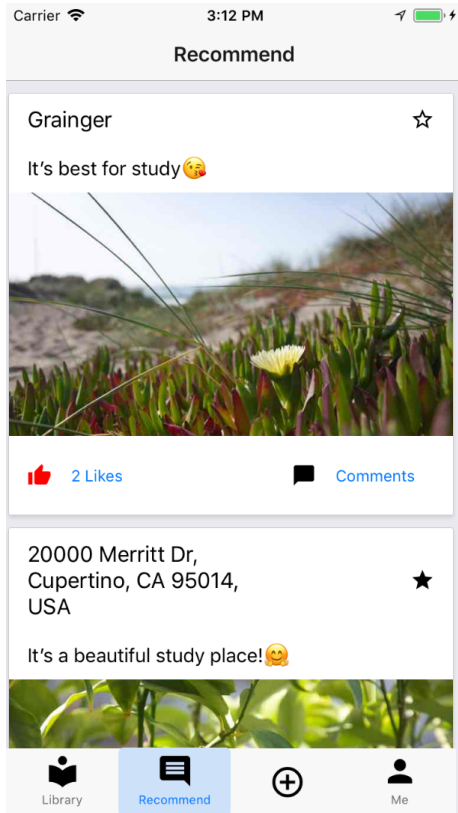 Carrier 3:12 PM
Recommend
Grainger
It's best for study😘
2 Likes Comments
20000 Merritt Dr,
Cupertino, CA 95014,
USA
It's a beautiful study place!🤗
Library Recommend Me